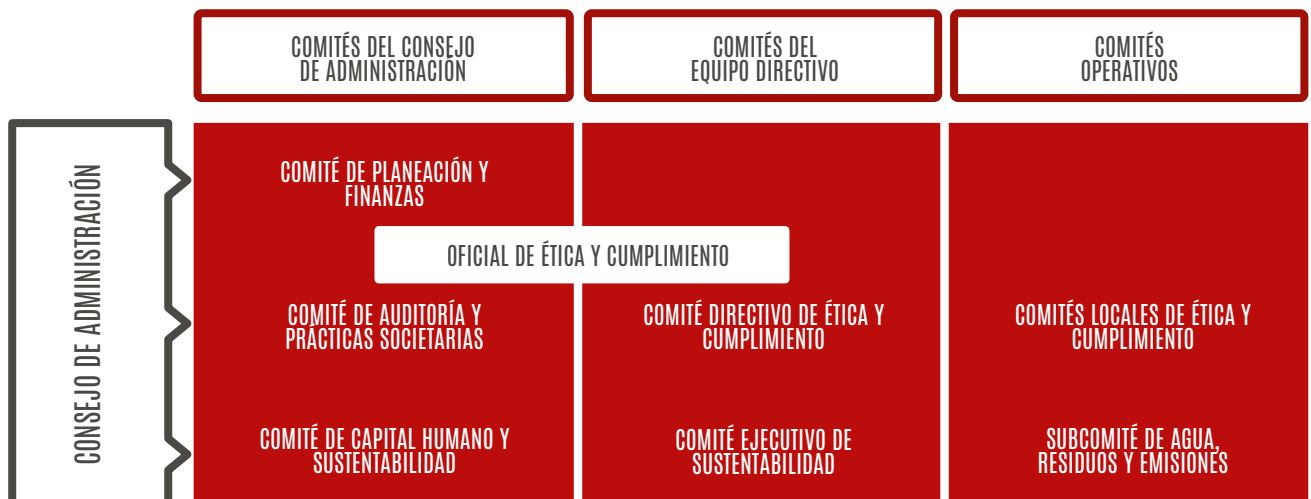 COMITÉS DEL CONSEJO
DE ADMINISTRACIÓN
COMITÉS DEL
EQUIPO DIRECTIVO
COMITÉS
OPERATIVOS
CONSEJO DE ADMINISTRACIÓN
COMITÉ DE PLANEACIÓN Y
FINANZAS
OFICIAL DE ÉTICA Y CUMPLIMIENTO
COMITÉ DE AUDITORÍA Y
PRÁCTICAS SOCIETARIAS
COMITÉ DIRECTIVO DE ÉTICA Y
CUMPLIMIENTO
COMITÉS LOCALES DE ÉTICA Y
CUMPLIMIENTO
COMITÉ DE CAPITAL HUMANO Y
SUSTENTABILIDAD
COMITÉ EJECUTIVO DE
SUSTENTABILIDAD
SUBCOMITÉ DE AGUA,
RESIDUOS Y EMISIONES